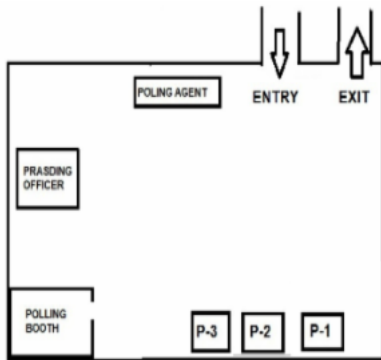 POLING AGENT
ENTRY
EXIT
PRASDING
OFFICER
POLLING
BOOTH
P-3
P-2
P-1